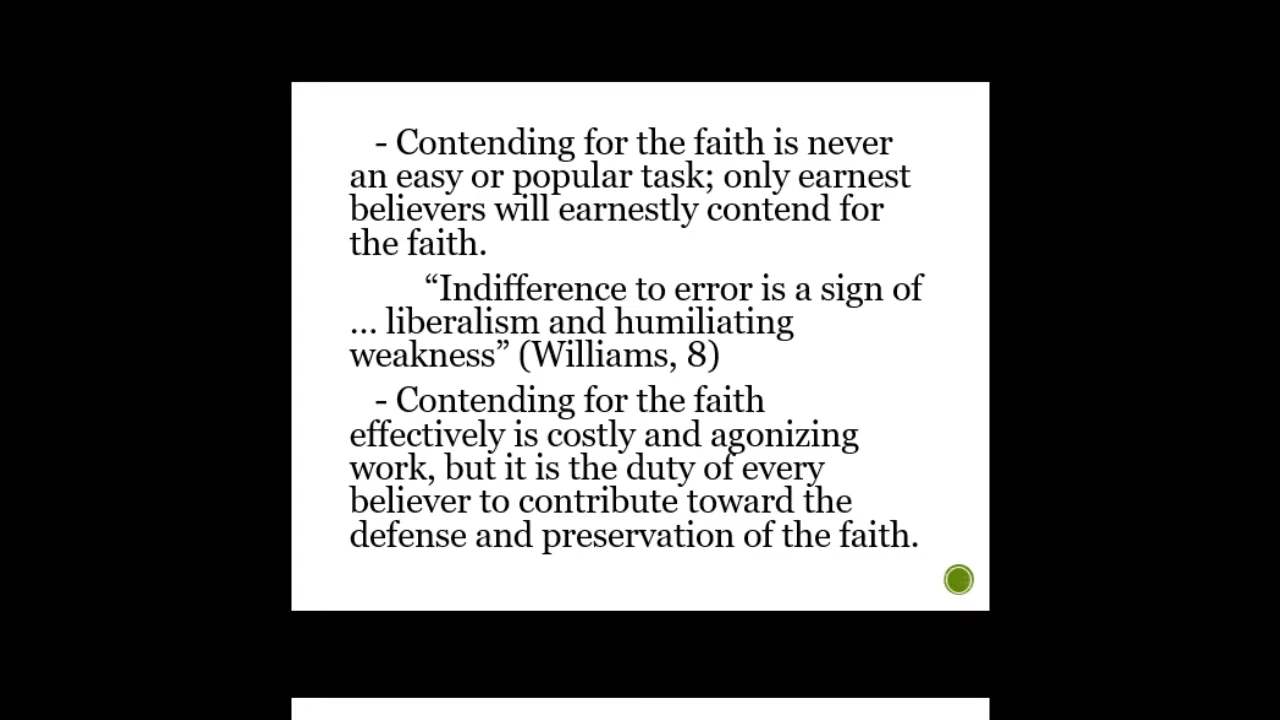 - Contending for the faith is never
an easy or popular task; only earnest
believers will earnestly contend for
the faith.
“Indifference to error is a sign of
... liberalism and humiliating
weakness” (Williams, 8)
- Contending for the faith
effectively is costly and agonizing
work, but it is the duty of every
believer to contribute toward the
defense and preservation of the faith.